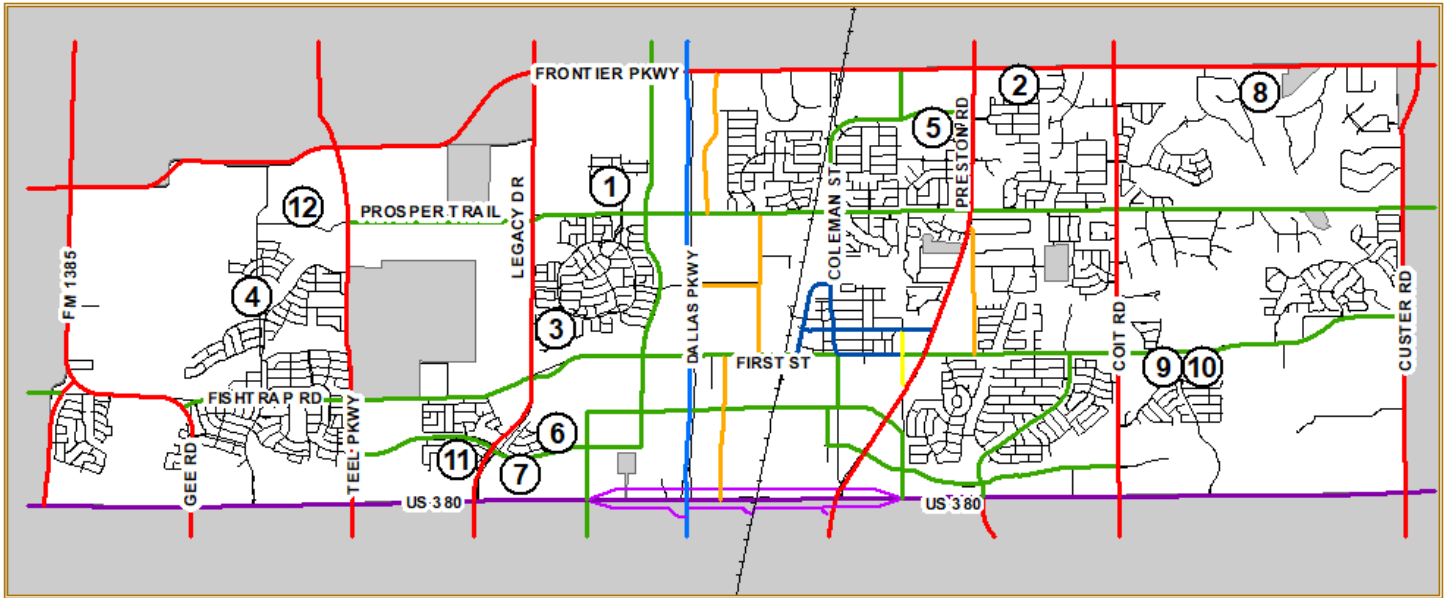 FRONTIER PKWY
2
8
5
PRESTON RD
1
COLEMAN ST
LEGACY DR
12
PROSPER TRAIL
FM 1385
4
DALLAS PKWY
3
FIRST ST
COIT RD
CUSTER RD
9
10
FISHTRAP RD
TEEL PKWY
6
11
7
GEE RD
US 380
US 380